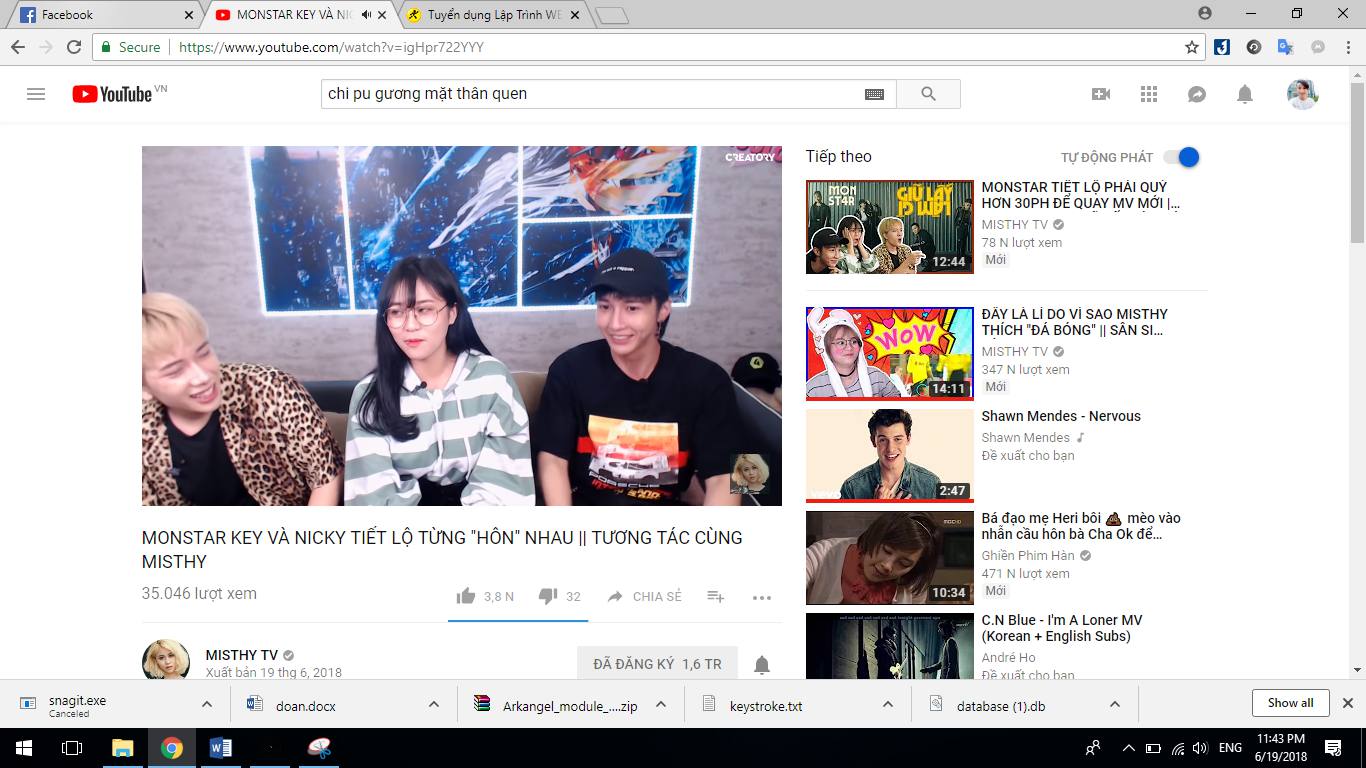 Facebook
MONSTAR KEY VÀ NIC
Tuyển dụng Lập Trình WE
Secure
https://www.youtube.com/watch?v=igHpr722YYY
YouTube VN
chi pu gương mặt thân quen
CREATORY
MONSTAR KEY VÀ NICKY TIẾT LỘ TỪNG "HÔN" NHAU || TƯƠNG TÁC CÙNG
MISTHY
35.046 lượt xem
3,8 N
32
CHIA SẺ
MISTHY TV
Xuất bản 19 thg 6, 2018
ĐÃ ĐĂNG KÝ 1,6 TR
Tiếp theo
TỰ ĐỘNG PHÁT
MON
ST4R
GIỮ LẤY
12:44
MONSTAR TIẾT LỘ PHẢI QUỲ
HƠN 30PH ĐỂ QUAY MV MỚI |...
MISTHY TV
78 N lượt xem
Mới
WOW
14:11
ĐÂY LÀ LÍ DO VÌ SAO MISTHY
THÍCH "ĐÁ BÓNG" || SÂN SI...
MISTHY TV
347 N lượt xem
Mới
vevo
2:47
Shawn Mendes - Nervous
Shawn Mendes
Đề xuất cho bạn
10:34
Bá đạo mẹ Heri bôi 💩 mèo vào
nhẫn cầu hôn bà Cha Ok để...
Ghiền Phim Hàn
471 N lượt xem
Mới
C.N Blue - I'm A Loner MV
(Korean + English Subs)
André Ho
Đề xuất cho bạn
snagit.exe
Canceled
doan.docx
Arkangel_module_....zip
keystroke.txt
database (1).db
Show all
ENG
11:43 PM
6/19/2018